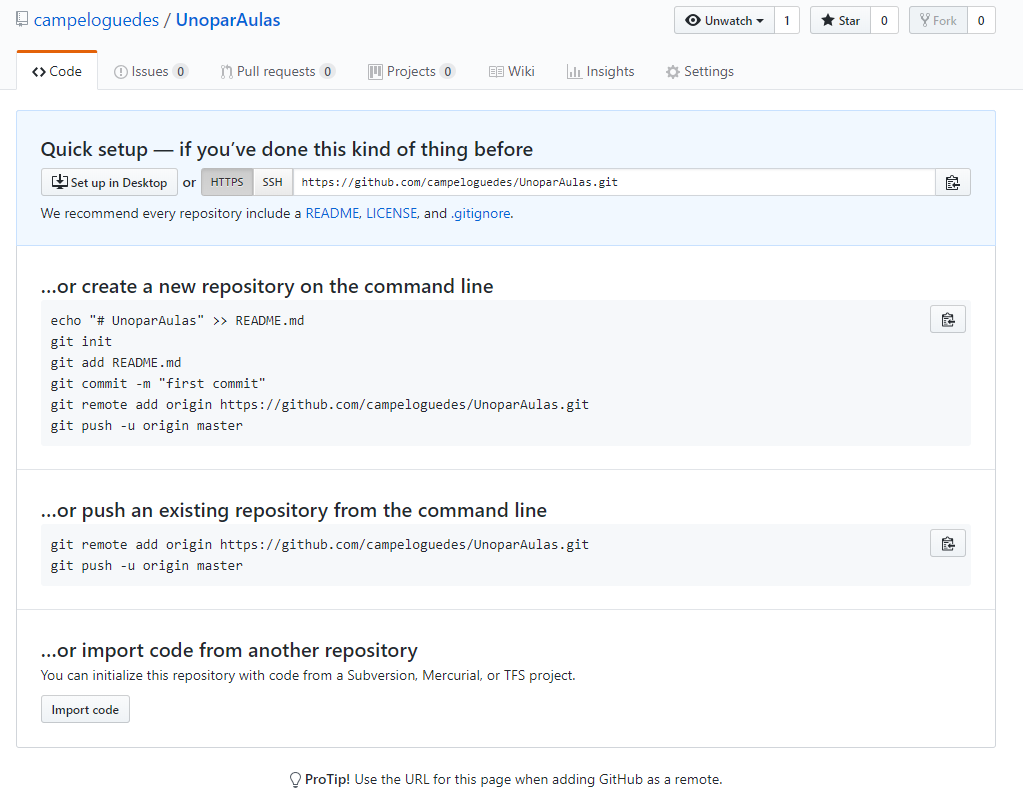 campeloguedes / UnoparAulas
Unwatch 1 Star 0 Fork 0
Code Issues 0 Pull requests 0 Projects 0 Wiki Insights Settings
Quick setup — if you’ve done this kind of thing before
Set up in Desktop or HTTPS SSH https://github.com/campeloguedes/UnoparAulas.git
We recommend every repository include a README, LICENSE, and .gitignore.
…or create a new repository on the command line
echo "# UnoparAulas" >> README.md
git init
git add README.md
git commit -m "first commit"
git remote add origin https://github.com/campeloguedes/UnoparAulas.git
git push -u origin master
…or push an existing repository from the command line
git remote add origin https://github.com/campeloguedes/UnoparAulas.git
git push -u origin master
…or import code from another repository
You can initialize this repository with code from a Subversion, Mercurial, or TFS project.
Import code
ProTip! Use the URL for this page when adding GitHub as a remote.